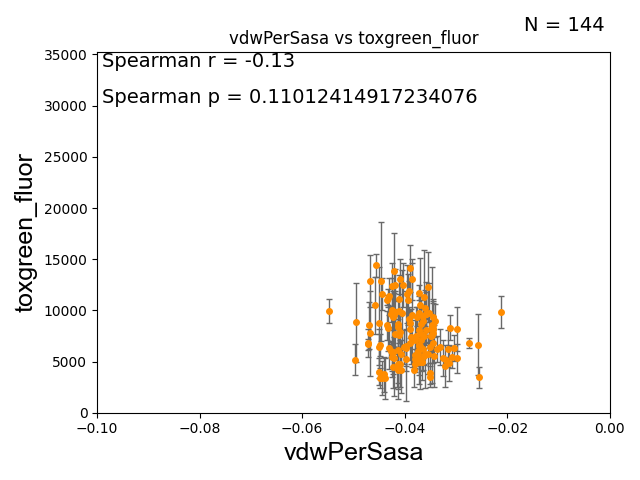 N = 144
vdwPerSasa vs toxgreen_fluor
Spearman r = -0.13
Spearman p = 0.11012414917234076
35000
30000
25000
20000
15000
10000
5000
0
toxgreen_fluor
−0.10
−0.08
−0.06
−0.04
−0.02
0.00
vdwPerSasa